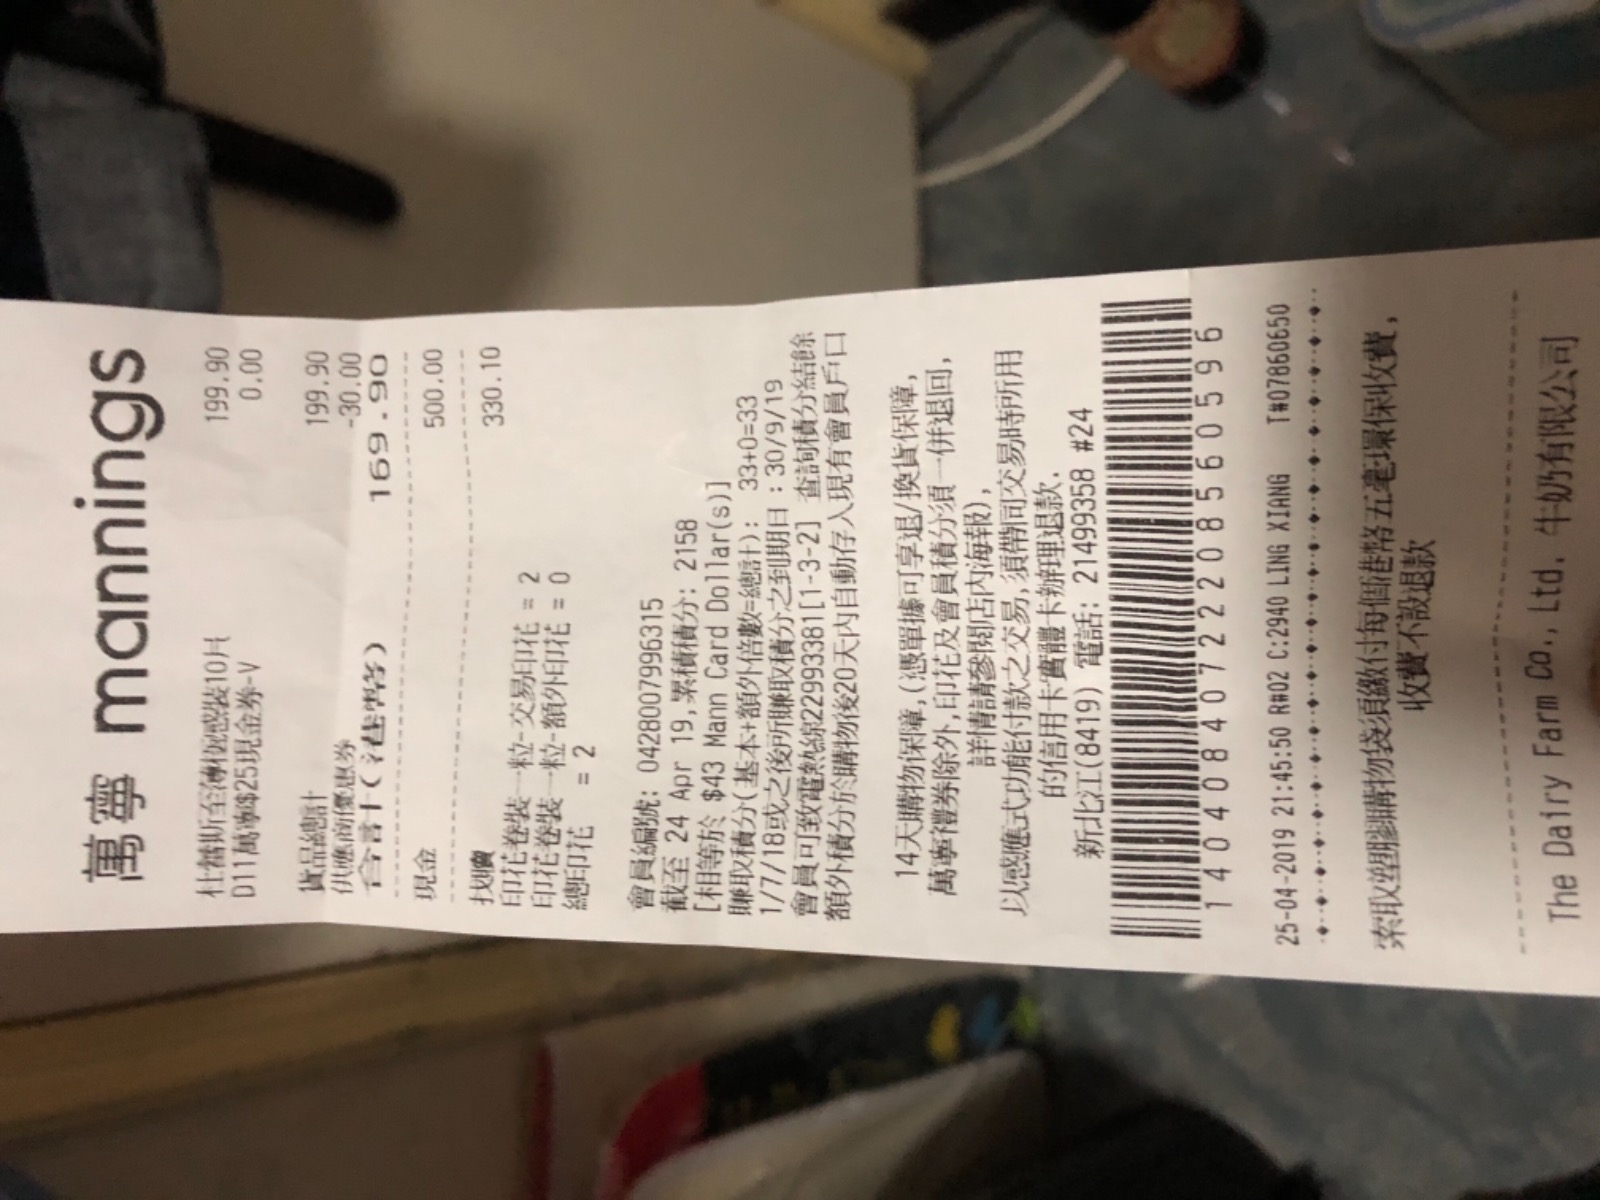 萬寧 mannings
杜蕾斯至薄極感裝10片 199.90
D11萬寧$25現金券-V 0.00
貨品總計 199.90
供應商優惠券 -30.00
合計(港幣) 169.90
現金 500.00
找贖 330.10
印花卷裝一粒-交易印花 = 2
印花卷裝一粒-額外印花 = 0
總印花 = 2
會員編號: 0428007996315
截至 24 Apr 19,累積積分: 2158
[相等於 $43 Mann Card Dollar(s)]
賺取積分(基本+額外倍數=總計): 33+0=33
1/7/18或之後所賺取積分之到期日 : 30/9/19
會員可致電熱線22993381[1-3-2] 查詢積分結餘
額外積分於購物後20天內自動存入現有會員戶口
14天購物保障,(憑單據可享退/換貨保障,
萬寧禮券除外,印花及會員積分須一併退回,
詳情請參閱店內海報),
以感應式功能付款之交易,須帶同交易時所用
的信用卡實體卡辦理退款.
新北江(8419) 電話: 21499358 #24
1404084072220856​0596
25-04-2019 21:45:50 R#02 C:2940 LING XIANG T#07860650
索取塑膠購物袋須繳付每個港幣五毫環保收費,
收費不設退款
The Dairy Farm Co., Ltd. 牛奶有限公司